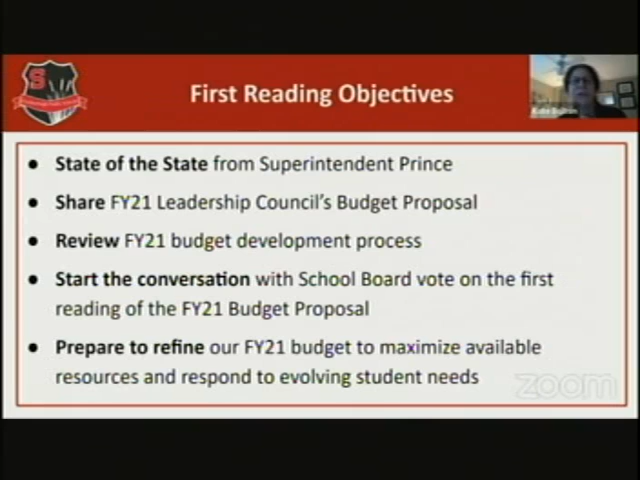 First Reading Objectives
S
● State of the State from Superintendent Prince
● Share FY21 Leadership Council's Budget Proposal
● Review FY21 budget development process
● Start the conversation with School Board vote on the first
reading of the FY21 Budget Proposal
● Prepare to refine our FY21 budget to maximize available
resources and respond to evolving student needs
zoom